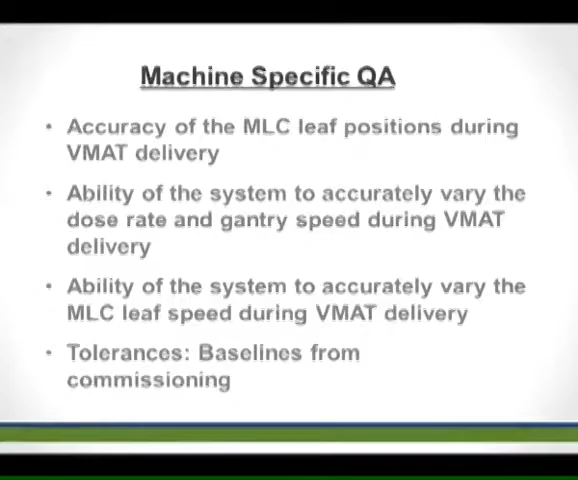 Machine Specific QA
• Accuracy of the MLC leaf positions during
VMAT delivery
• Ability of the system to accurately vary the
dose rate and gantry speed during VMAT
delivery
• Ability of the system to accurately vary the
MLC leaf speed during VMAT delivery
• Tolerances: Baselines from
commissioning